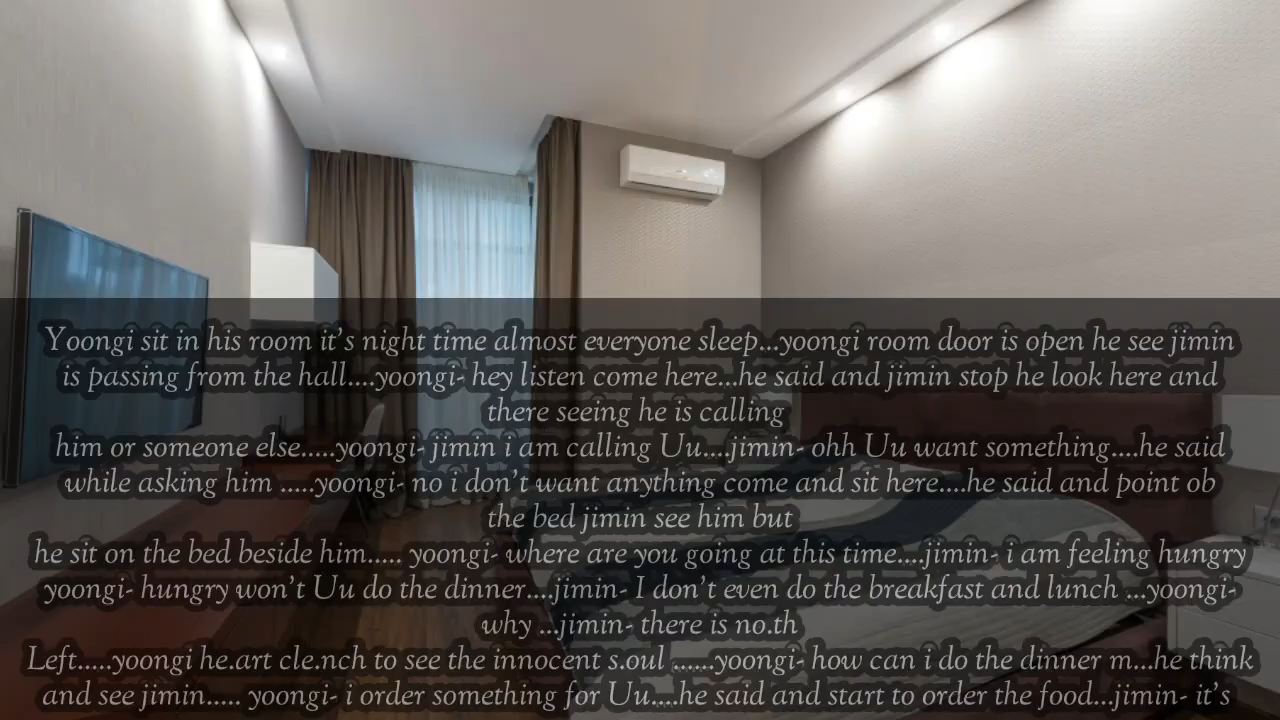 Yoongi sit in his room it's night time almost everyone sleep...yoongi room door is open he see jimin
is passing from the hall....yoongi- hey listen come here...he said and jimin stop he look here and
there seeing he is calling
him or someone else.....yoongi- jimin i am calling Uu....jimin- ohh Uu want something....he said
while asking him .....yoongi- no i don't want anything come and sit here....he said and point ob
the bed jimin see him but
he sit on the bed beside him..... yoongi- where are you going at this time....jimin- i am feeling hungry
yoongi- hungry won't Uu do the dinner....jimin- I don't even do the breakfast and lunch ...yoongi-
why ...jimin- there is no.th
Left.....yoongi he.art cle.nch to see the innocent s.oul ......yoongi- how can i do the dinner m...he think
and see jimin..... yoongi- i order something for Uu....he said and start to order the food...jimin- it's